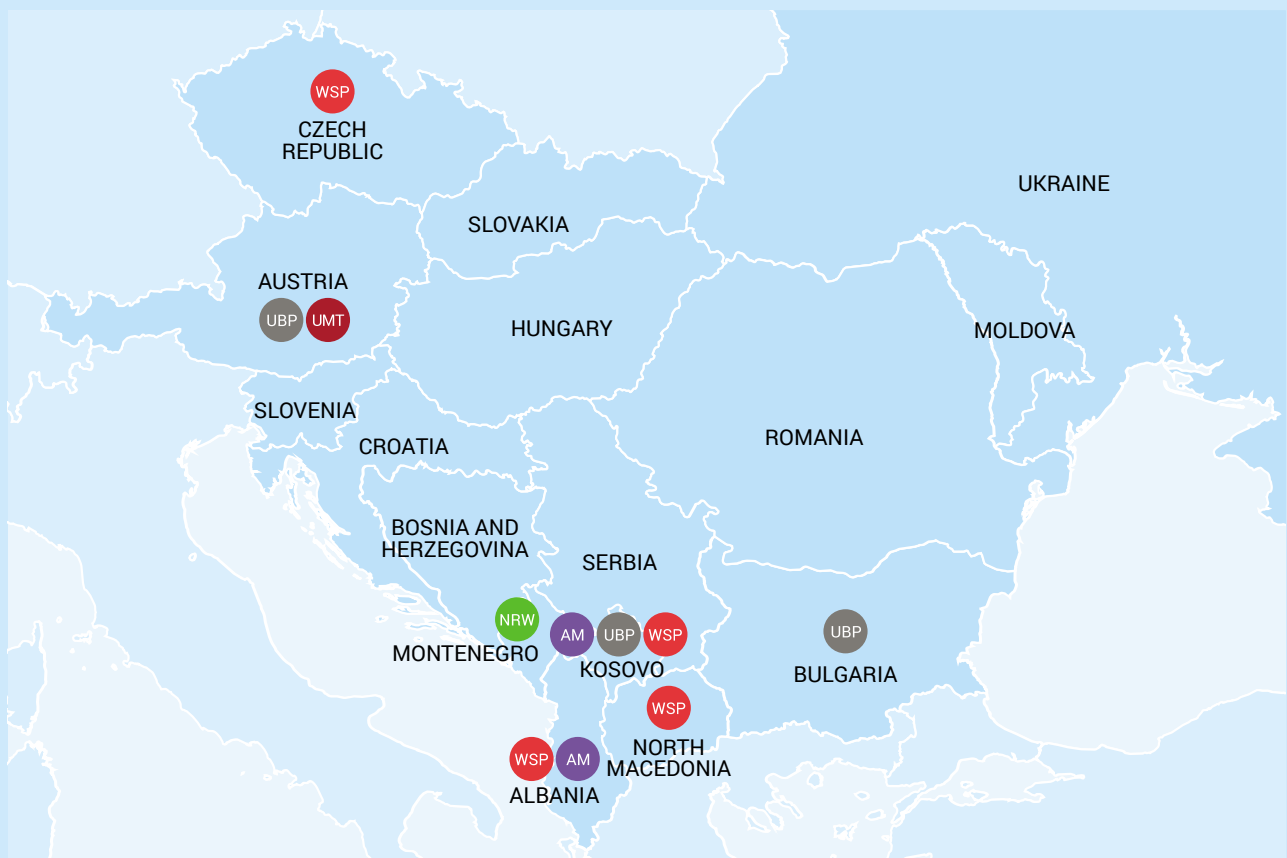 WSP
CZECH
REPUBLIC
UKRAINE
SLOVAKIA
AUSTRIA
UBP UMT
HUNGARY
MOLDOVA
SLOVENIA
CROATIA
ROMANIA
BOSNIA AND
HERZEGOVINA
SERBIA
NRW
MONTENEGRO
AM UBP WSP
KOSOVO
UBP
BULGARIA
WSP
NORTH
MACEDONIA
WSP AM
ALBANIA